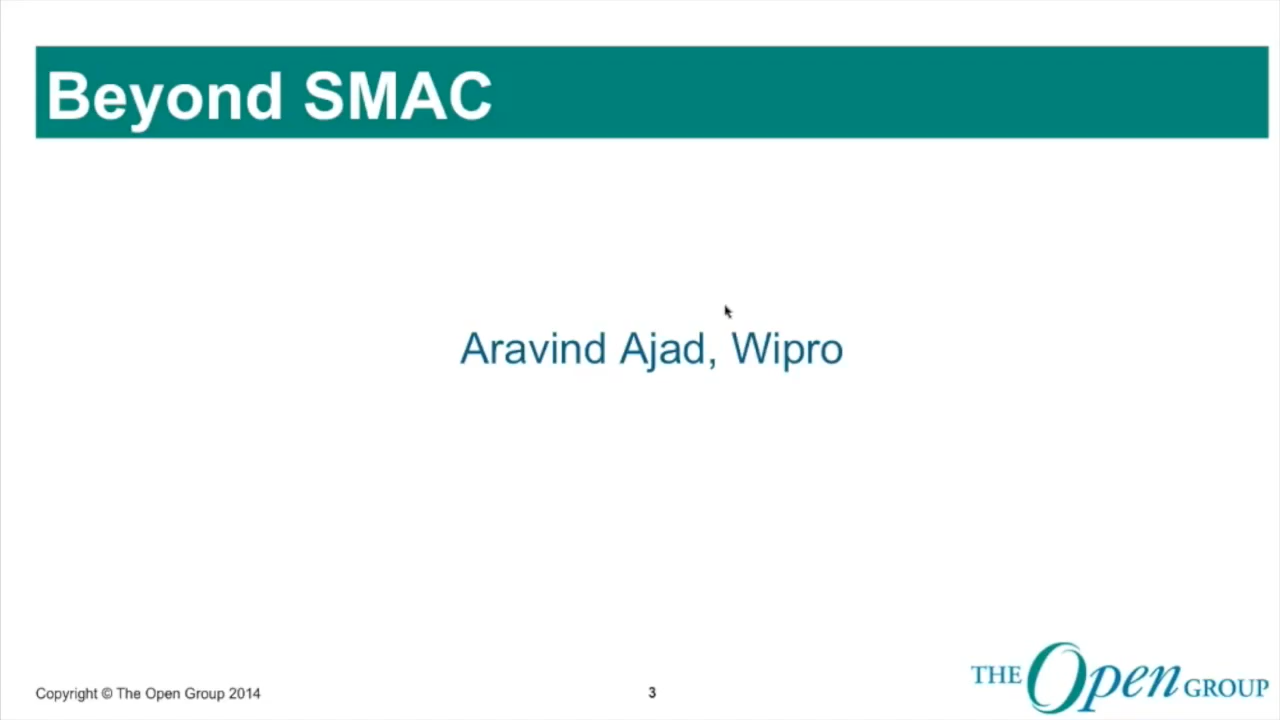 Beyond SMAC
Aravind Ajad, Wipro
Copyright © The Open Group 2014
3
THE Open GROUP